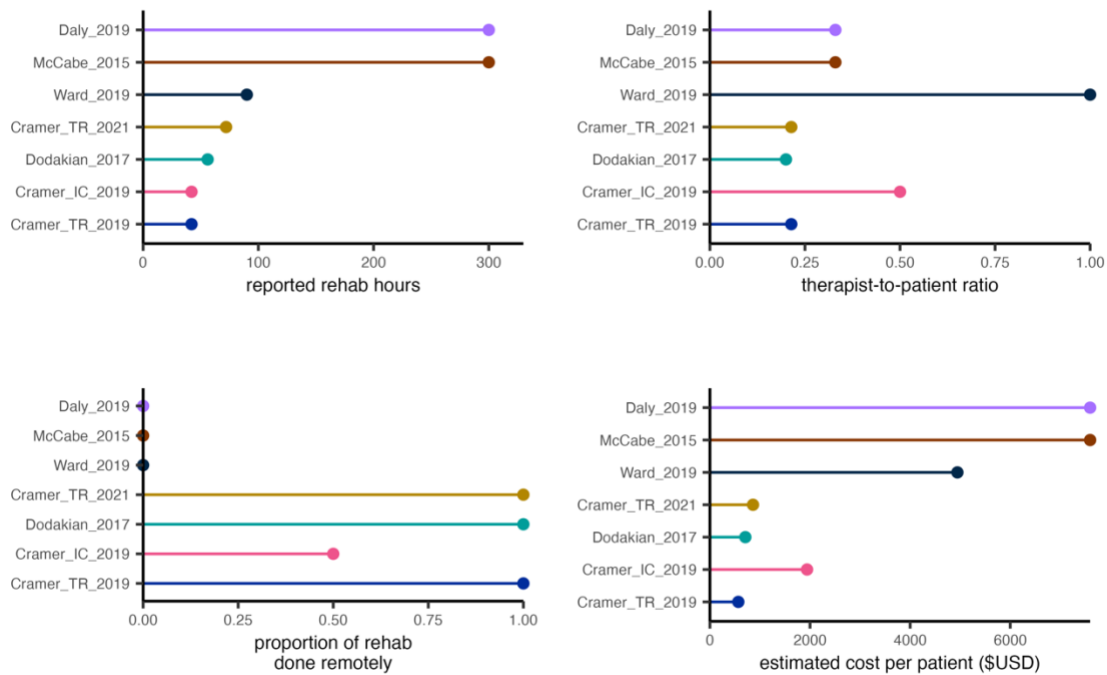 Daly_2019
McCabe_2015
Ward_2019
Cramer_TR_2021
Dodakian_2017
Cramer_IC_2019
Cramer_TR_2019
0 100 200 300
reported rehab hours
Daly_2019
McCabe_2015
Ward_2019
Cramer_TR_2021
Dodakian_2017
Cramer_IC_2019
Cramer_TR_2019
0.00 0.25 0.50 0.75 1.00
therapist-to-patient ratio
Daly_2019
McCabe_2015
Ward_2019
Cramer_TR_2021
Dodakian_2017
Cramer_IC_2019
Cramer_TR_2019
0.00 0.25 0.50 0.75 1.00
proportion of rehab
done remotely
Daly_2019
McCabe_2015
Ward_2019
Cramer_TR_2021
Dodakian_2017
Cramer_IC_2019
Cramer_TR_2019
0 2000 4000 6000
estimated cost per patient ($USD)